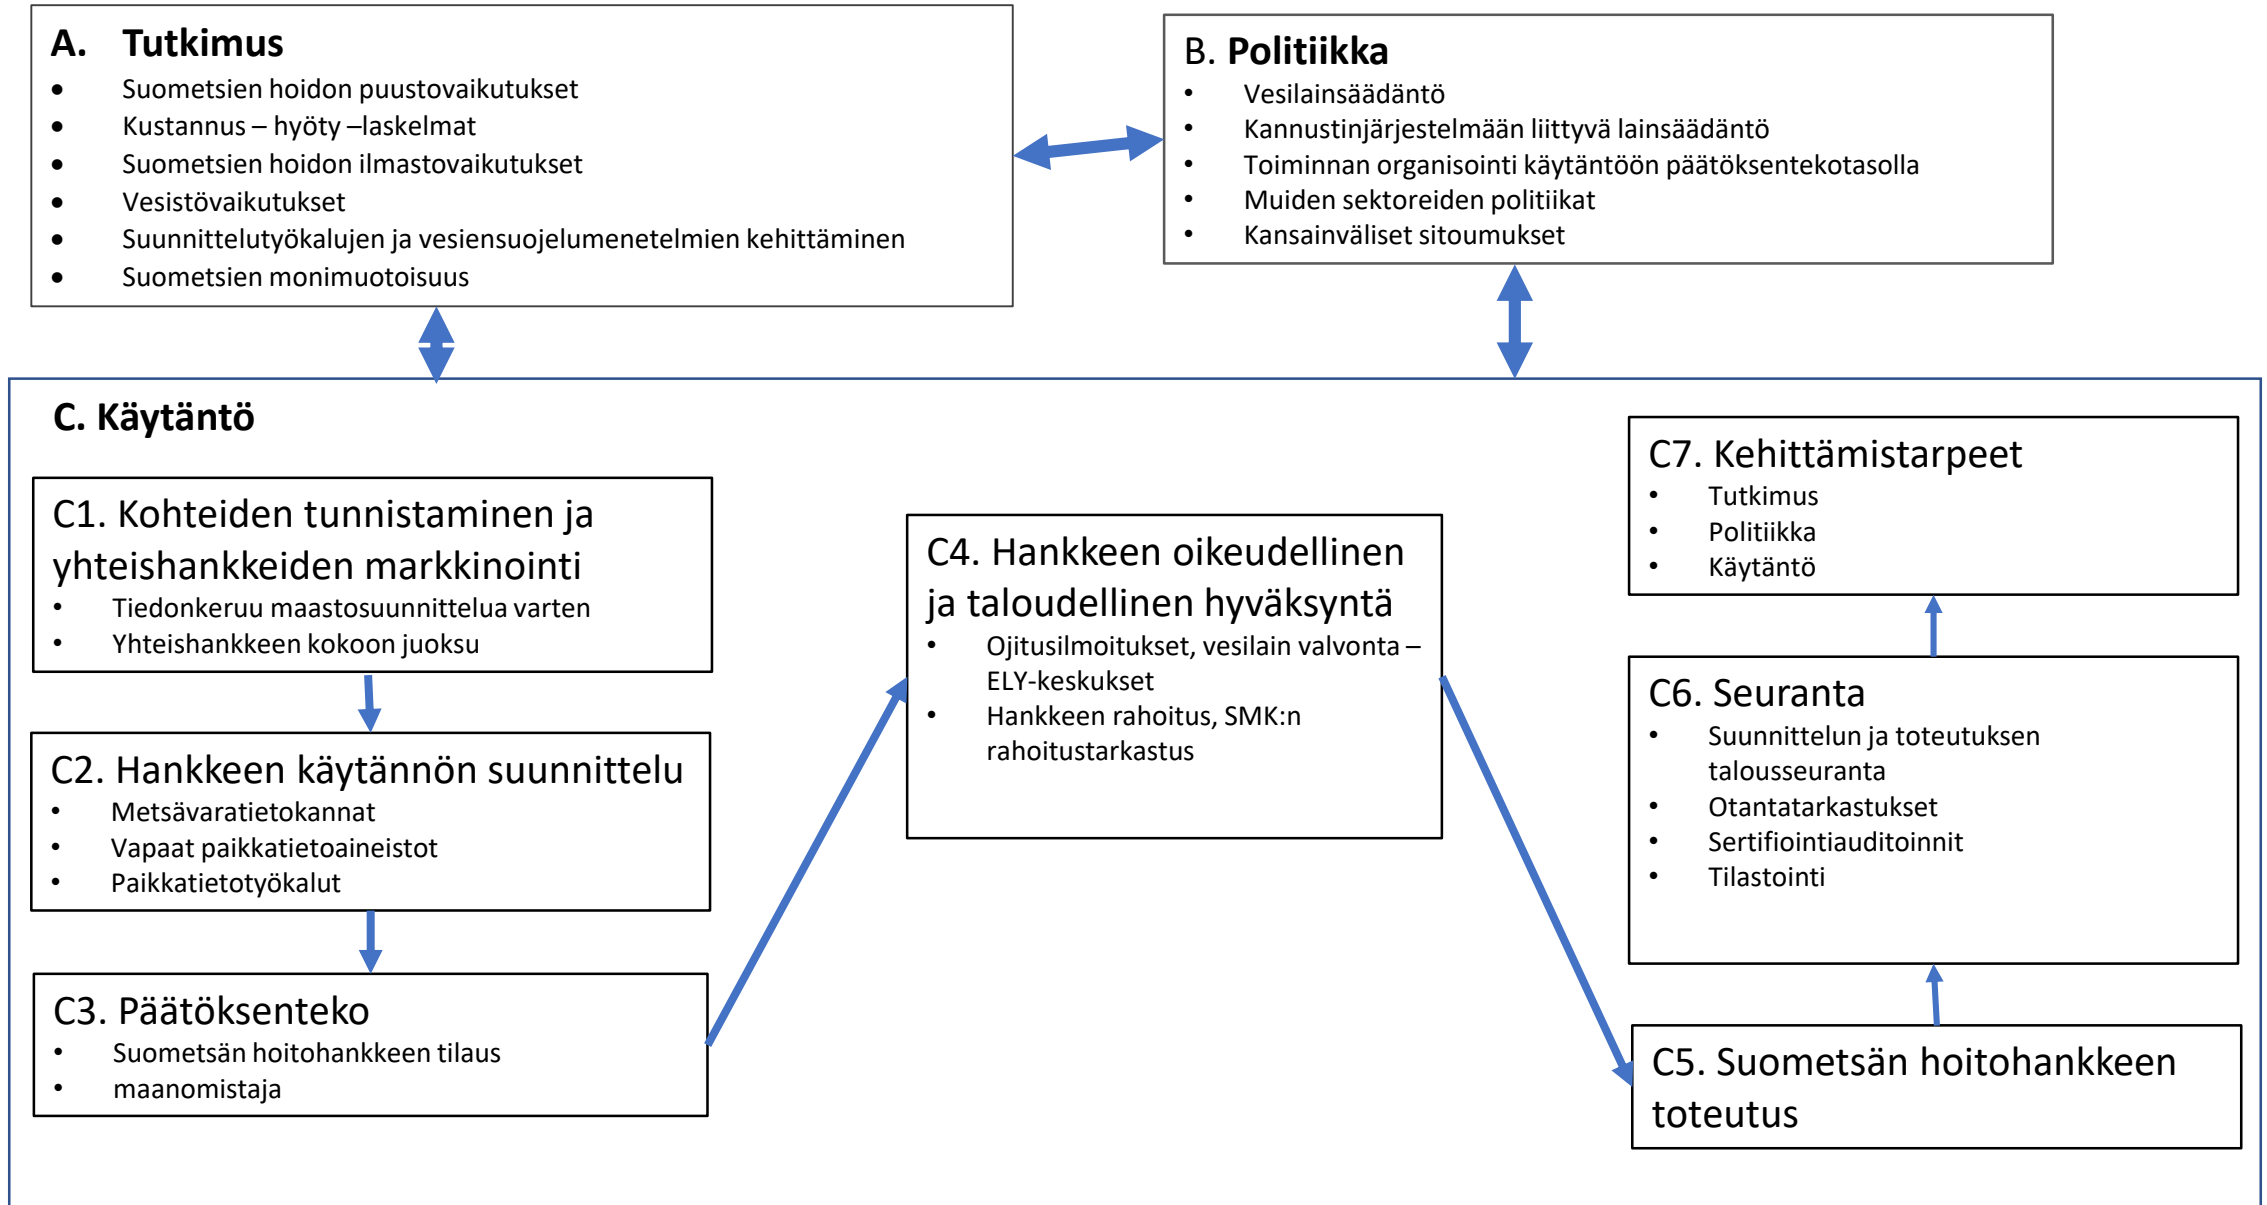 A. Tutkimus
• Suometsien hoidon puustovaikutukset
• Kustannus – hyöty –laskelmat
• Suometsien hoidon ilmastovaikutukset
• Vesistövaikutukset
• Suunnittelutyökalujen ja vesiensuojelumenetelmien kehittäminen
• Suometsien monimuotoisuus
B. Politiikka
• Vesilainsäädäntö
• Kannustinjärjestelmään liittyvä lainsäädäntö
• Toiminnan organisointi käytäntöön päätöksentekotasolla
• Muiden sektoreiden politiikat
• Kansainväliset sitoumukset
C. Käytäntö
C1. Kohteiden tunnistaminen ja
yhteishankkeiden markkinointi
• Tiedonkeruu maastosuunnittelua varten
• Yhteishankkeen kokoon juoksu
C2. Hankkeen käytännön suunnittelu
• Metsävaratietokannat
• Vapaat paikkatietoaineistot
• Paikkatietotyökalut
C3. Päätöksenteko
• Suometsän hoitohankkeen tilaus
• maanomistaja
C4. Hankkeen oikeudellinen
ja taloudellinen hyväksyntä
• Ojitusilmoitukset, vesilain valvonta –
ELY-keskukset
• Hankkeen rahoitus, SMK:n
rahoitustarkastus
C7. Kehittämistarpeet
• Tutkimus
• Politiikka
• Käytäntö
C6. Seuranta
• Suunnittelun ja toteutuksen
talousseuranta
• Otantatarkastukset
• Sertifiointiauditoinnit
• Tilastointi
C5. Suometsän hoitohankkeen
toteutus